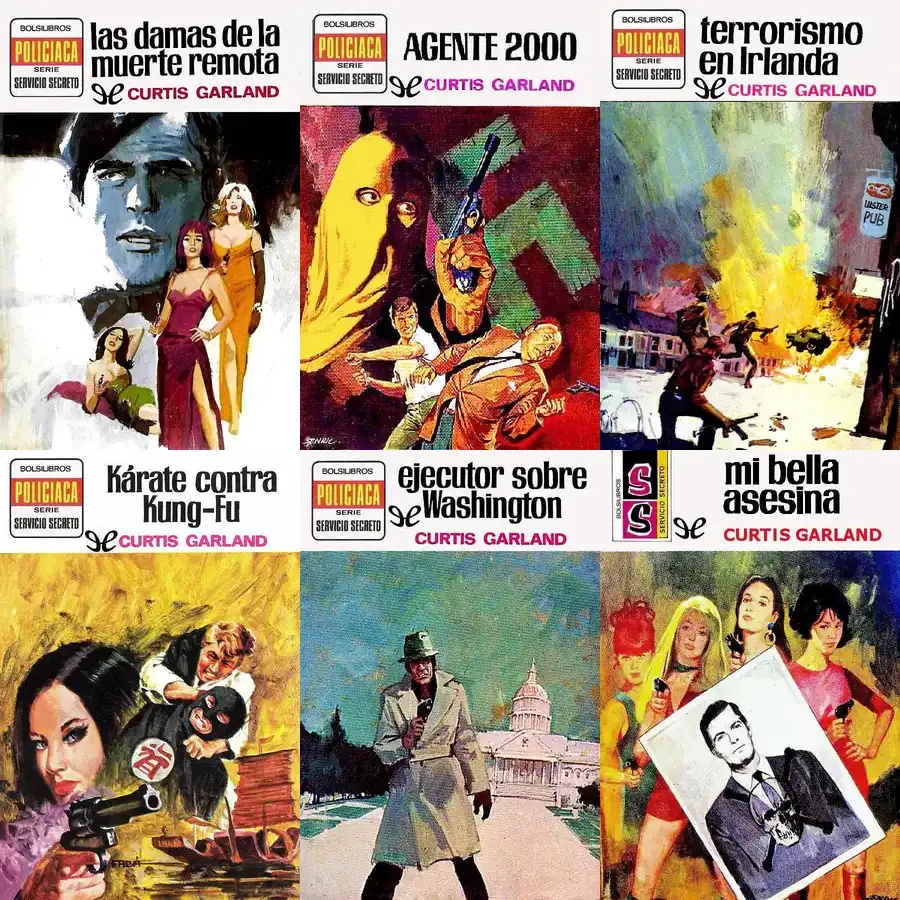 BOLSILIBROS
POLICIACA
SERIE
SERVICIO SECRETO
las damas de la
muerte remota
CURTIS GARLAND
BOLSILIBROS
POLICIACA
SERIE
SERVICIO SECRETO
AGENTE 2000
CURTIS GARLAND
BENRIC.
BOLSILIBROS
POLICIACA
SERIE
SERVICIO SECRETO
terrorismo
en Irlanda
CURTIS GARLAND
ULSTER
PUB
BOLSILIBROS
POLICIACA
SERIE
SERVICIO SECRETO
Kárate contra
Kung-Fu
CURTIS GARLAND
BOLSILIBROS
POLICIACA
SERIE
SERVICIO SECRETO
ejecutor sobre
Washington
CURTIS GARLAND
BOLSILIBROS
SS
SERVICIO SECRETO
mi bella
asesina
CURTIS GARLAND